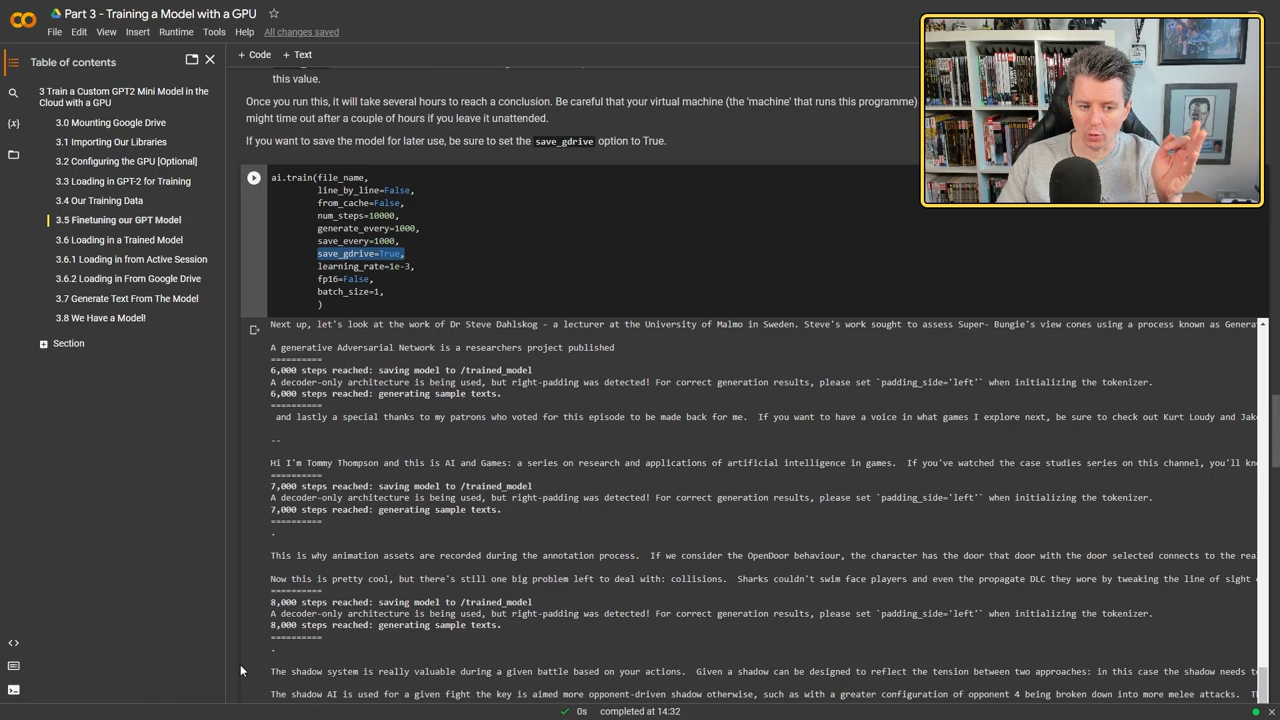 Part 3 - Training a Model with a GPU
File Edit View Insert Runtime Tools Help All changes saved
Table of contents
+ Code + Text
3 Train a Custom GPT2 Mini Model in the
Cloud with a GPU
3.0 Mounting Google Drive
3.1 Importing Our Libraries
3.2 Configuring the GPU [Optional]
3.3 Loading in GPT-2 for Training
3.4 Our Training Data
3.5 Finetuning our GPT Model
3.6 Loading in a Trained Model
3.6.1 Loading in from Active Session
3.6.2 Loading in From Google Drive
3.7 Generate Text From The Model
3.8 We Have a Model!
Section
this value.
Once you run this, it will take several hours to reach a conclusion. Be careful that your virtual machine (the 'machine' that runs this programme)
might time out after a couple of hours if you leave it unattended.
If you want to save the model for later use, be sure to set the save_gdrive option to True.
ai.train(file_name,
line_by_line=False,
from_cache=False,
num_steps=10000,
generate_every=1000,
save_every=1000,
save_gdrive=True,
learning_rate=1e-3,
fp16=False,
batch_size=1,
)
Next up, let's look at the work of Dr Steve Dahlskog - a lecturer at the University of Malmo in Sweden. Steve's work sought to assess Super- Bungie's view cones using a process known as Genera
A generative Adversarial Network is a researchers project published
==========
6,000 steps reached: saving model to /trained_model
A decoder-only architecture is being used, but right-padding was detected! For correct generation results, please set `padding_side='left'` when initializing the tokenizer.
6,000 steps reached: generating sample texts.
==========
and lastly a special thanks to my patrons who voted for this episode to be made back for me. If you want to have a voice in what games I explore next, be sure to check out Kurt Loudy and Jak
--
Hi I'm Tommy Thompson and this is AI and Games: a series on research and applications of artificial intelligence in games. If you've watched the case studies series on this channel, you'll kn
==========
7,000 steps reached: saving model to /trained_model
A decoder-only architecture is being used, but right-padding was detected! For correct generation results, please set `padding_side='left'` when initializing the tokenizer.
7,000 steps reached: generating sample texts.
==========
.
This is why animation assets are recorded during the annotation process. If we consider the OpenDoor behaviour, the character has the door that door with the door selected connects to the rea
Now this is pretty cool, but there's still one big problem left to deal with: collisions. Sharks couldn't swim face players and even the propagate DLC they wore by tweaking the line of sight
==========
8,000 steps reached: saving model to /trained_model
A decoder-only architecture is being used, but right-padding was detected! For correct generation results, please set `padding_side='left'` when initializing the tokenizer.
8,000 steps reached: generating sample texts.
==========
.
The shadow system is really valuable during a given battle based on your actions. Given a shadow can be designed to reflect the tension between two approaches: in this case the shadow needs t
The shadow AI is used for a given fight the key is aimed more opponent-driven shadow otherwise, such as with a greater configuration of opponent 4 being broken down into more melee attacks. T
0s completed at 14:32